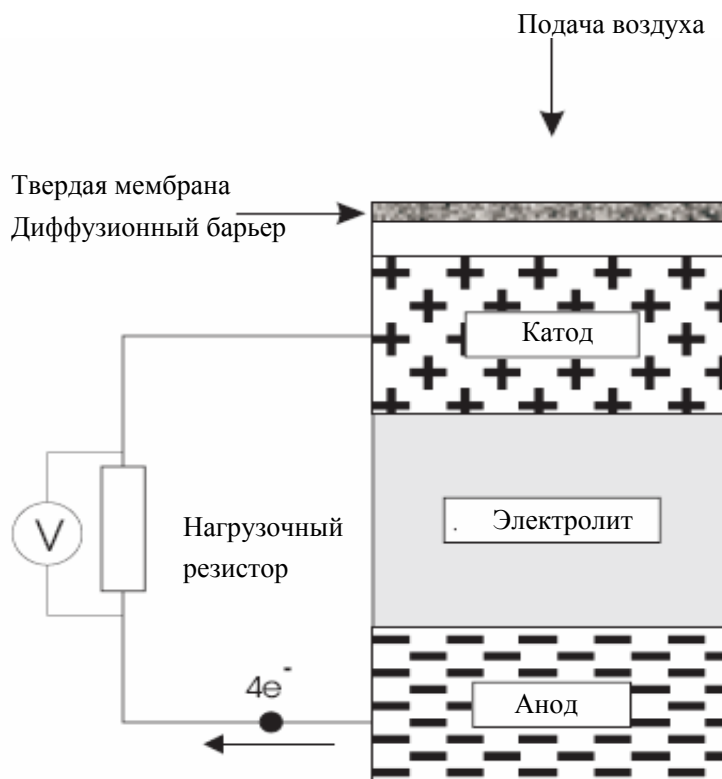 Подача воздуха
Твердая мембрана
Диффузионный барьер
Катод
V
Нагрузочный
резистор
. Электролит
4e⁻
Анод